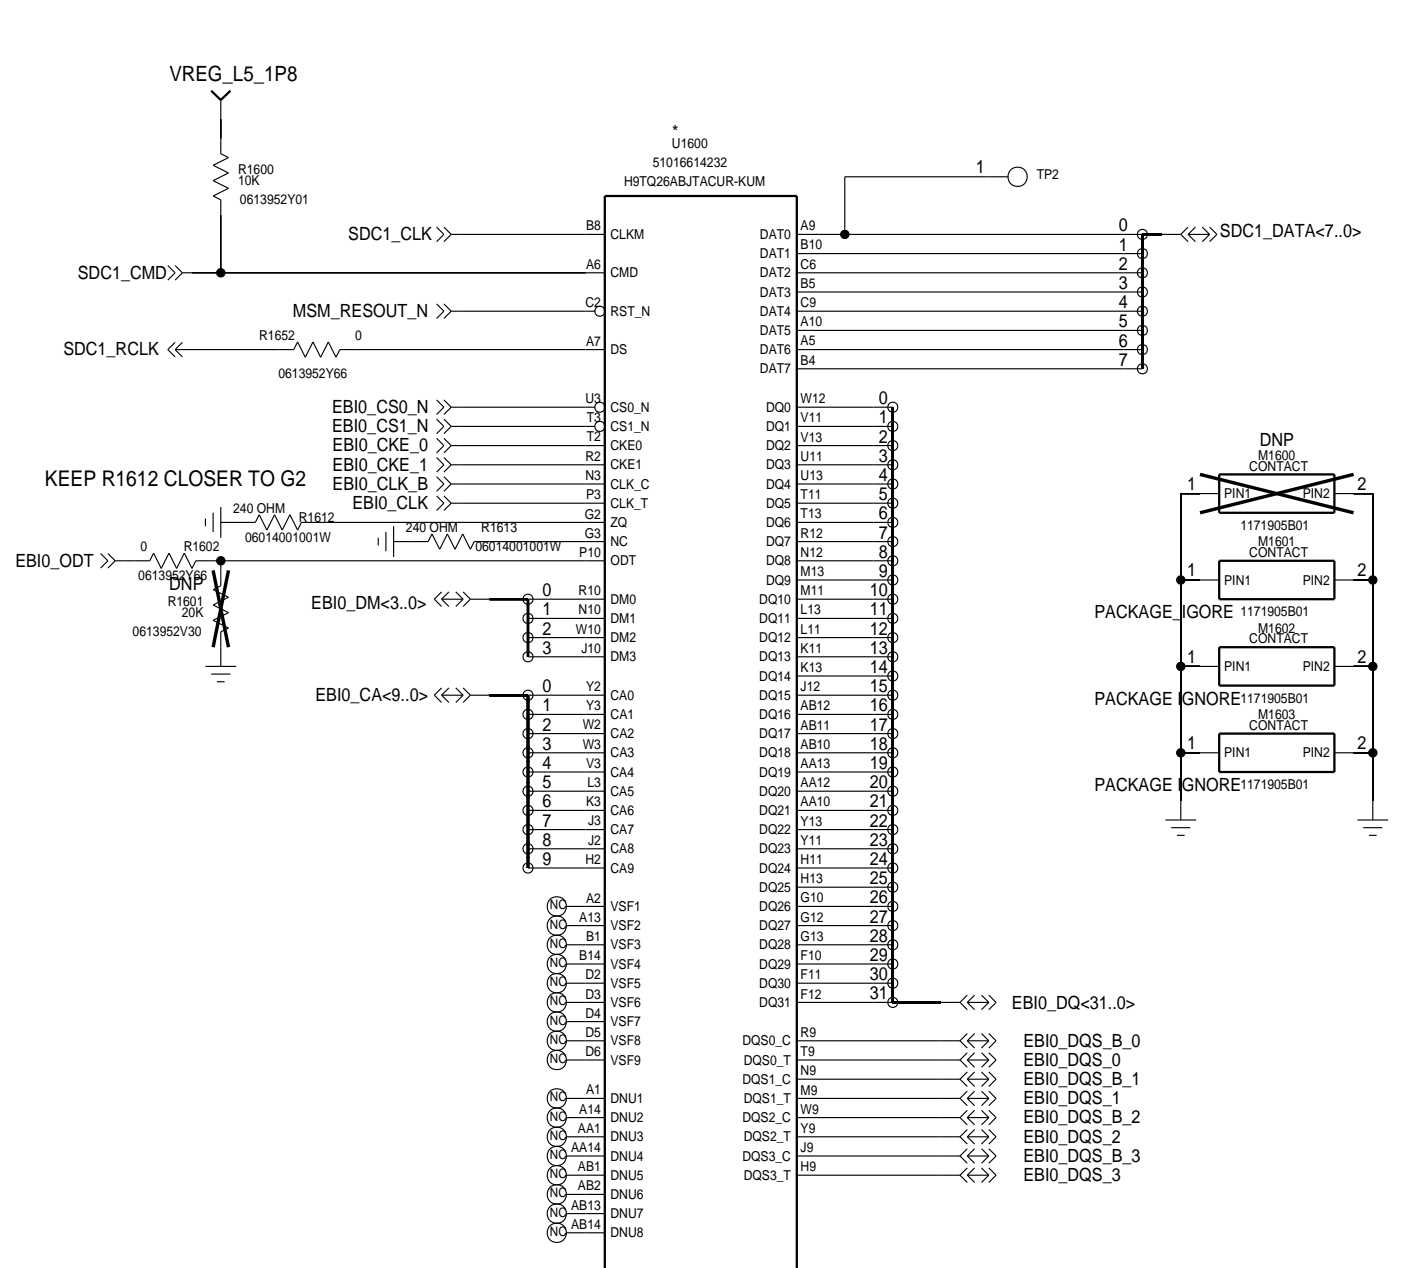 VREG_L5_1P8
R1600
10K
0613952Y01
*
U1600
51016614232
H9TQ26ABJTACUR-KUM
1 TP2
SDC1_CLK B8 CLKM
SDC1_CMD A6 CMD
MSM_RESOUT_N C2 RST_N
R1652 0
SDC1_RCLK A7 DS
0613952Y66
EBI0_CS0_N U3 CS0_N
EBI0_CS1_N T3 CS1_N
EBI0_CKE_0 T2 CKE0
EBI0_CKE_1 R2 CKE1
EBI0_CLK_B N3 CLK_C
EBI0_CLK P3 CLK_T
KEEP R1612 CLOSER TO G2
240 OHM R1612 G2 ZQ
06014001001W
240 OHM R1613 G3 NC
06014001001W
0 R1602
EBI0_ODT P10 ODT
0613952Y66
DNP
R1601
20K
0613952V30
EBI0_DM<3..0>
0 R10 DM0
1 N10 DM1
2 W10 DM2
3 J10 DM3
EBI0_CA<9..0>
0 Y2 CA0
1 Y3 CA1
2 W2 CA2
3 W3 CA3
4 V3 CA4
5 L3 CA5
6 K3 CA6
7 J3 CA7
8 J2 CA8
9 H2 CA9
NC A2 VSF1
NC A13 VSF2
NC B1 VSF3
NC B14 VSF4
NC D2 VSF5
NC D3 VSF6
NC D4 VSF7
NC D5 VSF8
NC D6 VSF9
NC A1 DNU1
NC A14 DNU2
NC AA1 DNU3
NC AA14 DNU4
NC AB1 DNU5
NC AB2 DNU6
NC AB13 DNU7
NC AB14 DNU8
DAT0 A9 0 SDC1_DATA<7..0>
DAT1 B10 1
DAT2 C6 2
DAT3 B5 3
DAT4 C9 4
DAT5 A10 5
DAT6 A5 6
DAT7 B4 7
DQ0 W12 0
DQ1 V11 1
DQ2 V13 2
DQ3 U11 3
DQ4 U13 4
DQ5 T11 5
DQ6 T13 6
DQ7 R12 7
DQ8 N12 8
DQ9 M13 9
DQ10 M11 10
DQ11 L13 11
DQ12 L11 12
DQ13 K11 13
DQ14 K13 14
DQ15 J12 15
DQ16 AB12 16
DQ17 AB11 17
DQ18 AB10 18
DQ19 AA13 19
DQ20 AA12 20
DQ21 AA10 21
DQ22 Y13 22
DQ23 Y11 23
DQ24 H11 24
DQ25 H13 25
DQ26 G10 26
DQ27 G12 27
DQ28 G13 28
DQ29 F10 29
DQ30 F11 30
DQ31 F12 31
EBI0_DQ<31..0>
DQS0_C R9 EBI0_DQS_B_0
DQS0_T T9 EBI0_DQS_0
DQS1_C N9 EBI0_DQS_B_1
DQS1_T M9 EBI0_DQS_1
DQS2_C W9 EBI0_DQS_B_2
DQS2_T Y9 EBI0_DQS_2
DQS3_C J9 EBI0_DQS_B_3
DQS3_T H9 EBI0_DQS_3
DNP
M1600
CONTACT
1 PIN1 PIN2 2
1171905B01
M1601
CONTACT
1 PIN1 PIN2 2
PACKAGE_IGORE 1171905B01
M1602
CONTACT
1 PIN1 PIN2 2
PACKAGE IGNORE 1171905B01
M1603
CONTACT
1 PIN1 PIN2 2
PACKAGE IGNORE 1171905B01